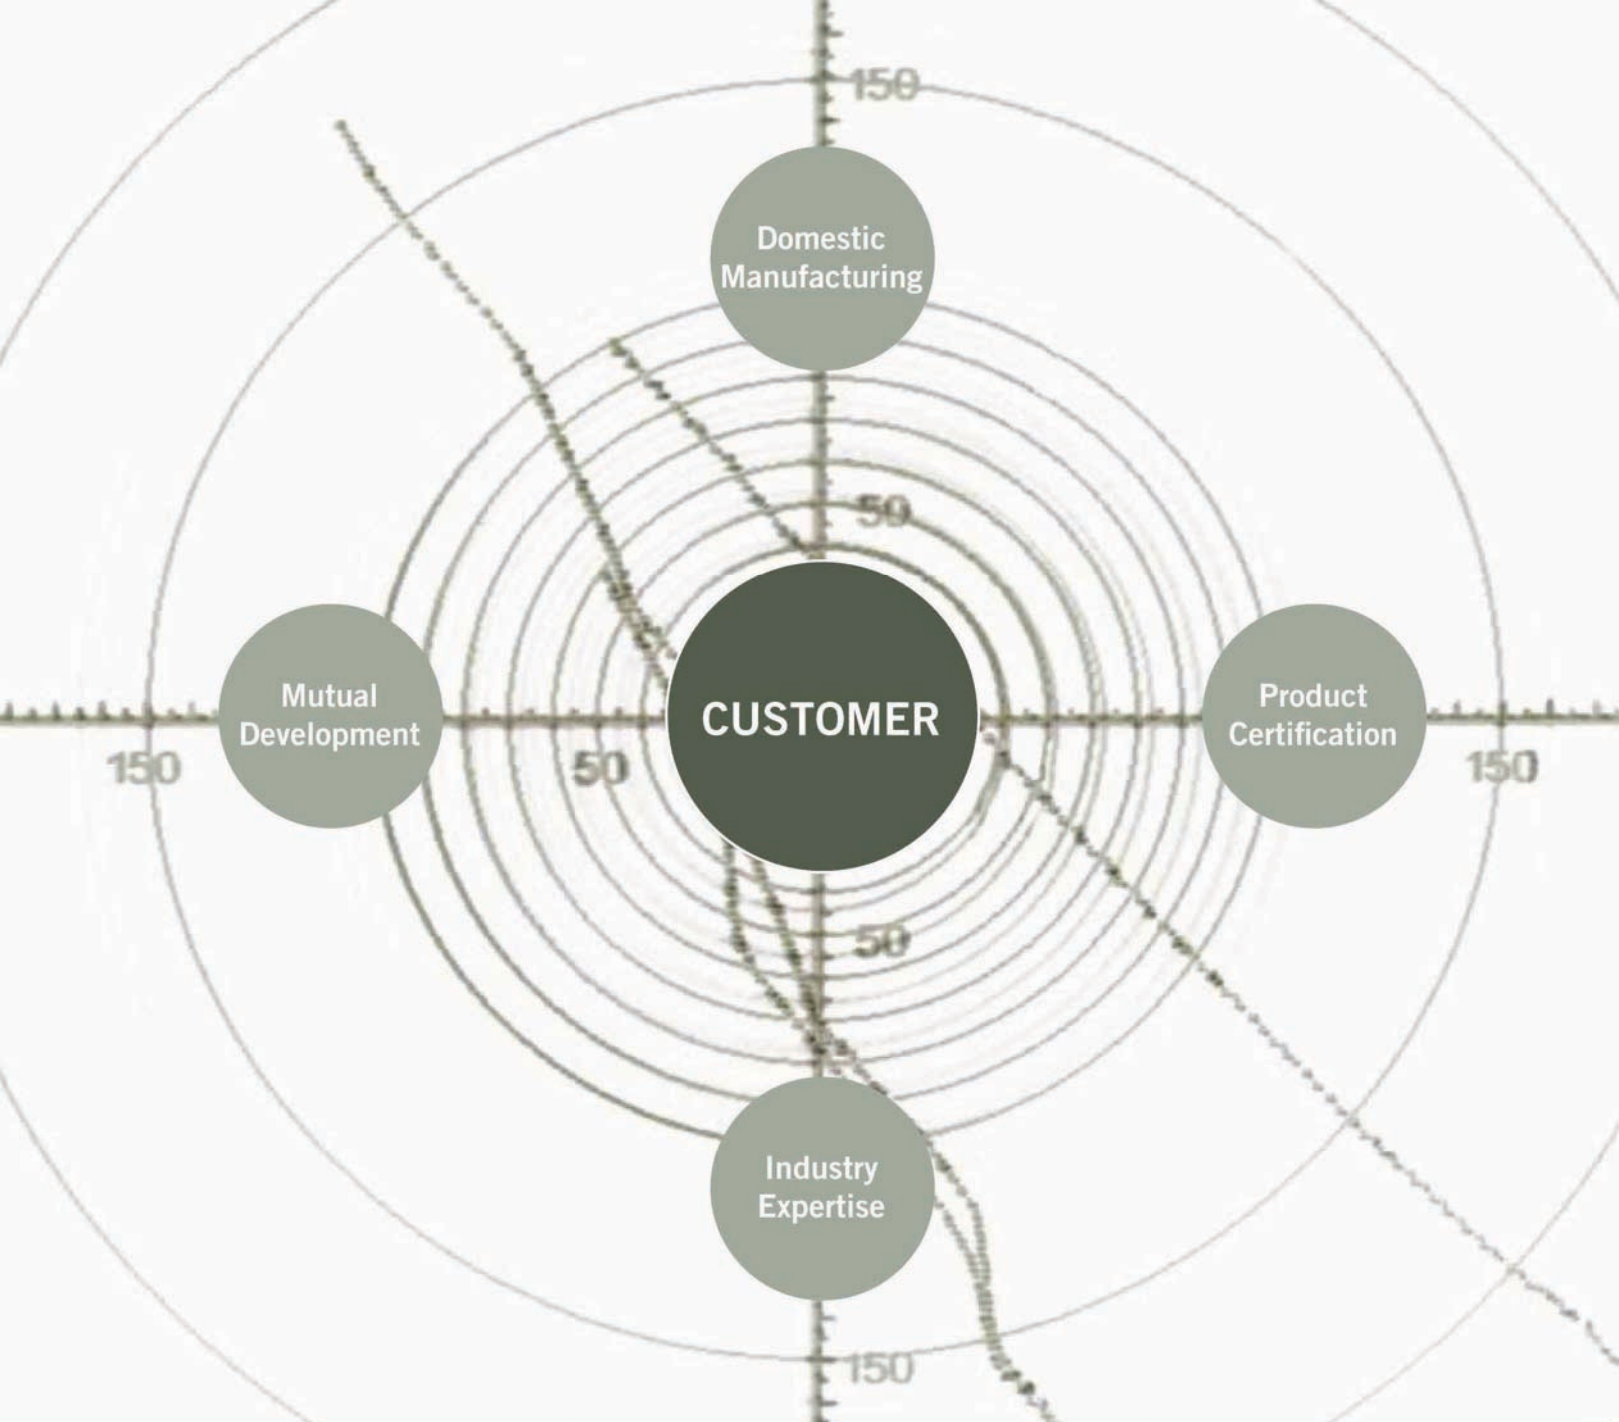 150
Domestic
Manufacturing
50
Mutual
Development
CUSTOMER
Product
Certification
150
50
150
50
Industry
Expertise
150